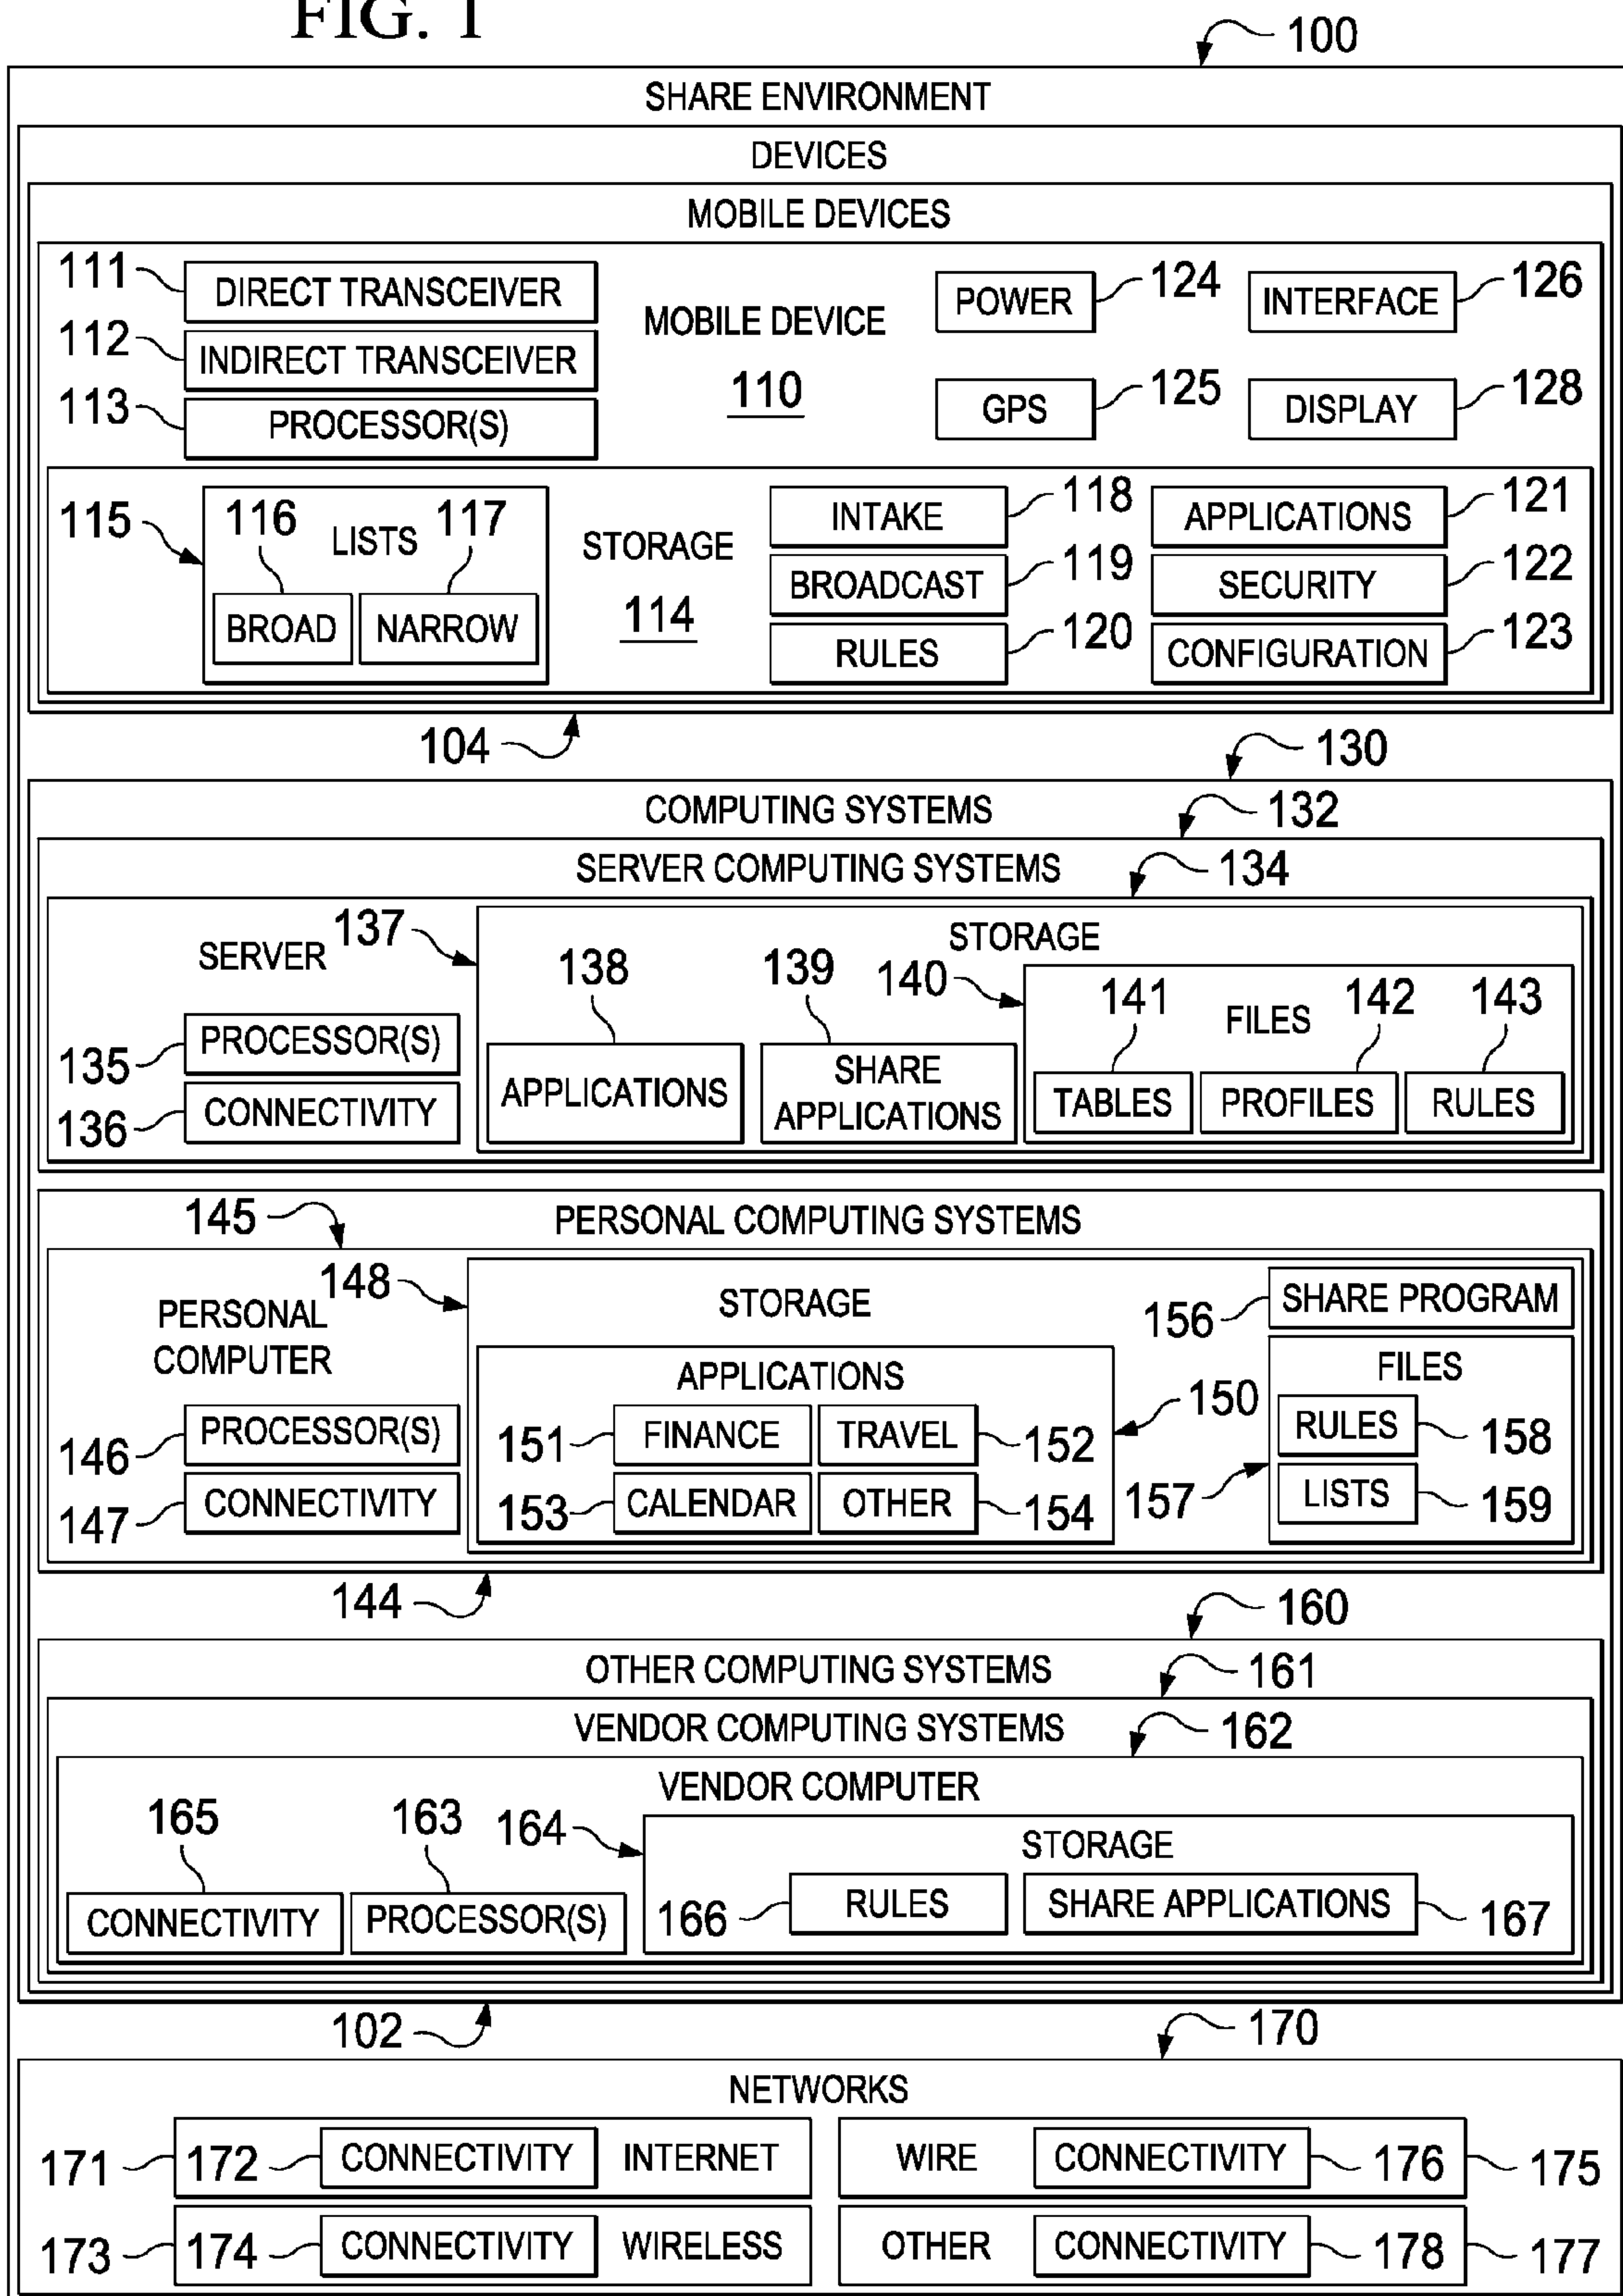 FIG. 1
100
SHARE ENVIRONMENT
DEVICES
MOBILE DEVICES
111 DIRECT TRANSCEIVER
112 INDIRECT TRANSCEIVER
113 PROCESSOR(S)
MOBILE DEVICE
110
POWER 124
INTERFACE 126
GPS 125
DISPLAY 128
115
116 LISTS 117
BROAD NARROW
STORAGE
114
INTAKE 118
BROADCAST 119
RULES 120
APPLICATIONS 121
SECURITY 122
CONFIGURATION 123
104
130
COMPUTING SYSTEMS
132
SERVER COMPUTING SYSTEMS
134
SERVER
137
STORAGE
135 PROCESSOR(S)
136 CONNECTIVITY
138
APPLICATIONS
139
SHARE
APPLICATIONS
140
141 FILES 142 143
TABLES PROFILES RULES
145
PERSONAL COMPUTING SYSTEMS
148
PERSONAL
COMPUTER
146 PROCESSOR(S)
147 CONNECTIVITY
STORAGE
APPLICATIONS
150
151 FINANCE TRAVEL 152
153 CALENDAR OTHER 154
156 SHARE PROGRAM
FILES
157
RULES 158
LISTS 159
144
160
OTHER COMPUTING SYSTEMS
161
VENDOR COMPUTING SYSTEMS
162
VENDOR COMPUTER
165
CONNECTIVITY
163
PROCESSOR(S)
164
STORAGE
166 RULES
SHARE APPLICATIONS 167
102
170
NETWORKS
171 172 CONNECTIVITY INTERNET
WIRE CONNECTIVITY 176 175
173 174 CONNECTIVITY WIRELESS
OTHER CONNECTIVITY 178 177